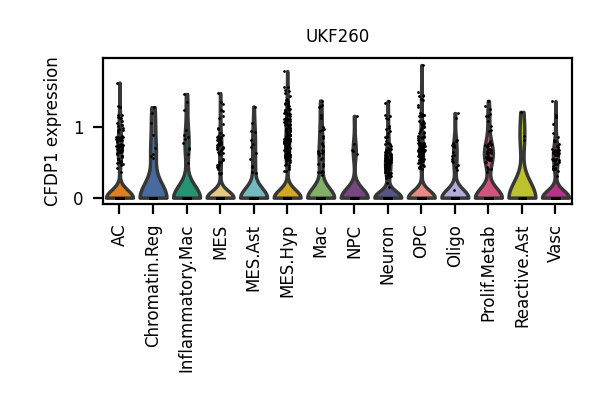 UKF260
CFDP1 expression
1
0
AC
Chromatin.Reg
Inflammatory.Mac
MES
MES.Ast
MES.Hyp
Mac
NPC
Neuron
OPC
Oligo
Prolif.Metab
Reactive.Ast
Vasc